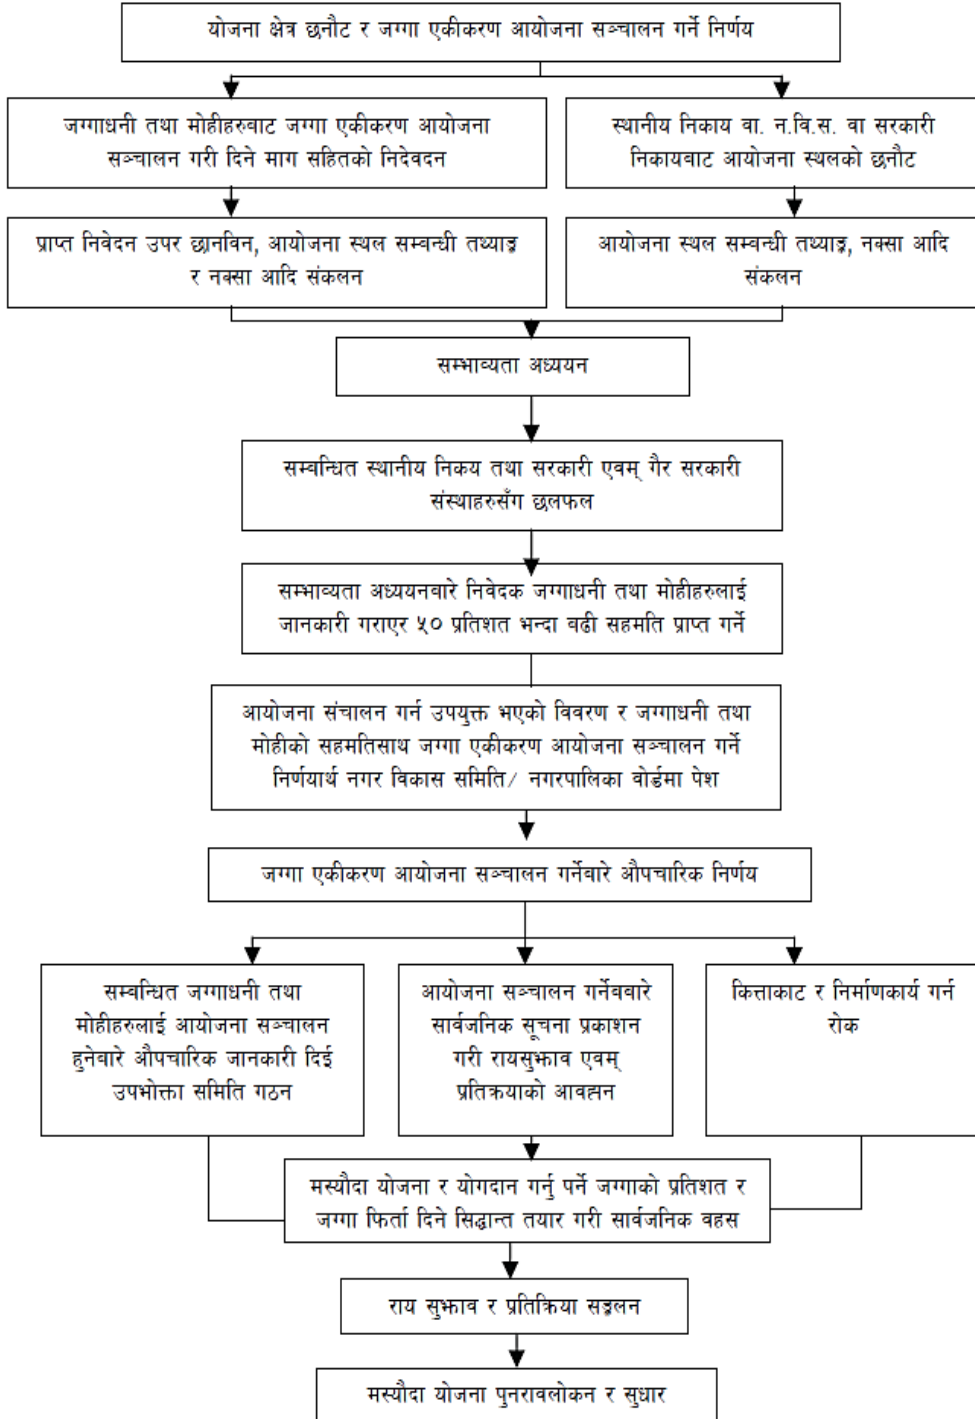 योजना क्षेत्र छनौट र जग्गा एकीकरण आयोजना सञ्चालन गर्ने निर्णय
जग्गाधनी तथा मोहीहरुवाट जग्गा एकीकरण आयोजना
सञ्चालन गरी दिने माग सहितको निदेवदन
स्थानीय निकाय वा. न.वि.स. वा सरकारी
निकायवाट आयोजना स्थलको छनौट
प्राप्त निवेदन उपर छानविन, आयोजना स्थल सम्वन्धी तथ्याङ्क
र नक्सा आदि संकलन
आयोजना स्थल सम्वन्धी तथ्याङ्क, नक्सा आदि
संकलन
सम्भाव्यता अध्ययन
सम्वन्धित स्थानीय निकय तथा सरकारी एवम् गैर सरकारी
संस्थाहरुसँग छलफल
सम्भाव्यता अध्ययनवारे निवेदक जग्गाधनी तथा मोहीहरुलाई
जानकारी गराएर ५० प्रतिशत भन्दा वढी सहमति प्राप्त गर्ने
आयोजना संचालन गर्न उपयुक्त भएको विवरण र जग्गाधनी तथा
मोहीको सहमतिसाथ जग्गा एकीकरण आयोजना सञ्चालन गर्ने
निर्णयार्थ नगर विकास समिति/ नगरपालिका वोर्डमा पेश
जग्गा एकीकरण आयोजना सञ्चालन गर्नेवारे औपचारिक निर्णय
सम्वन्धित जग्गाधनी तथा
मोहीहरुलाई आयोजना सञ्चालन
हुनेवारे औपचारिक जानकारी दिई
उपभोक्ता समिति गठन
आयोजना सञ्चालन गर्नेववारे
सार्वजनिक सूचना प्रकाशन
गरी रायसुझाव एवम्
प्रतिक्रयाको आवह्मन
कित्ताकाट र निर्माणकार्य गर्न
रोक
मस्यौदा योजना र योगदान गर्नु पर्ने जग्गाको प्रतिशत र
जग्गा फिर्ता दिने सिद्धान्त तयार गरी सार्वजनिक वहस
राय सुझाव र प्रतिक्रिया सङ्कलन
मस्यौदा योजना पुनरावलोकन र सुधार